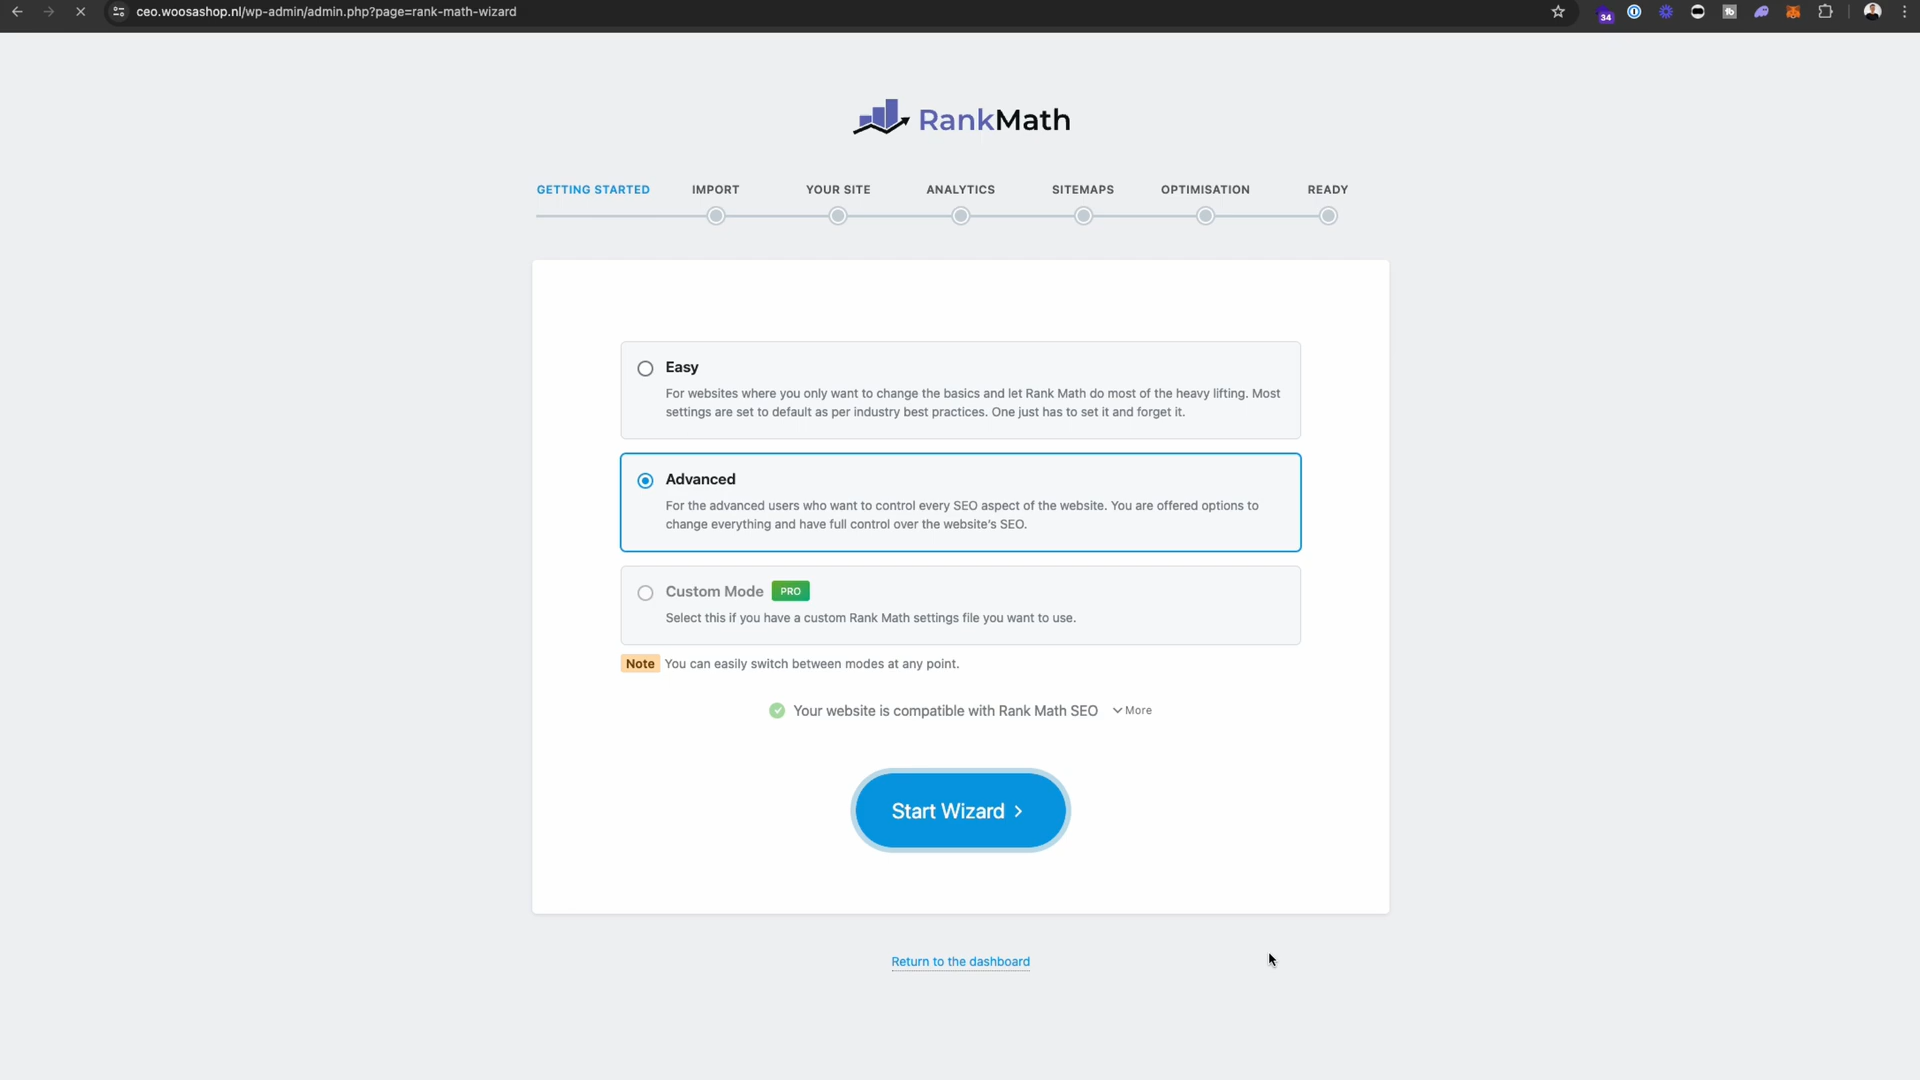 ceo.woosashop.nl/wp-admin/admin.php?page=rank-math-wizard
34
RankMath
GETTING STARTED IMPORT YOUR SITE ANALYTICS SITEMAPS OPTIMISATION READY
Easy
For websites where you only want to change the basics and let Rank Math do most of the heavy lifting. Most
settings are set to default as per industry best practices. One just has to set it and forget it.
Advanced
For the advanced users who want to control every SEO aspect of the website. You are offered options to
change everything and have full control over the website's SEO.
Custom Mode PRO
Select this if you have a custom Rank Math settings file you want to use.
Note You can easily switch between modes at any point.
Your website is compatible with Rank Math SEO More
Start Wizard
Return to the dashboard